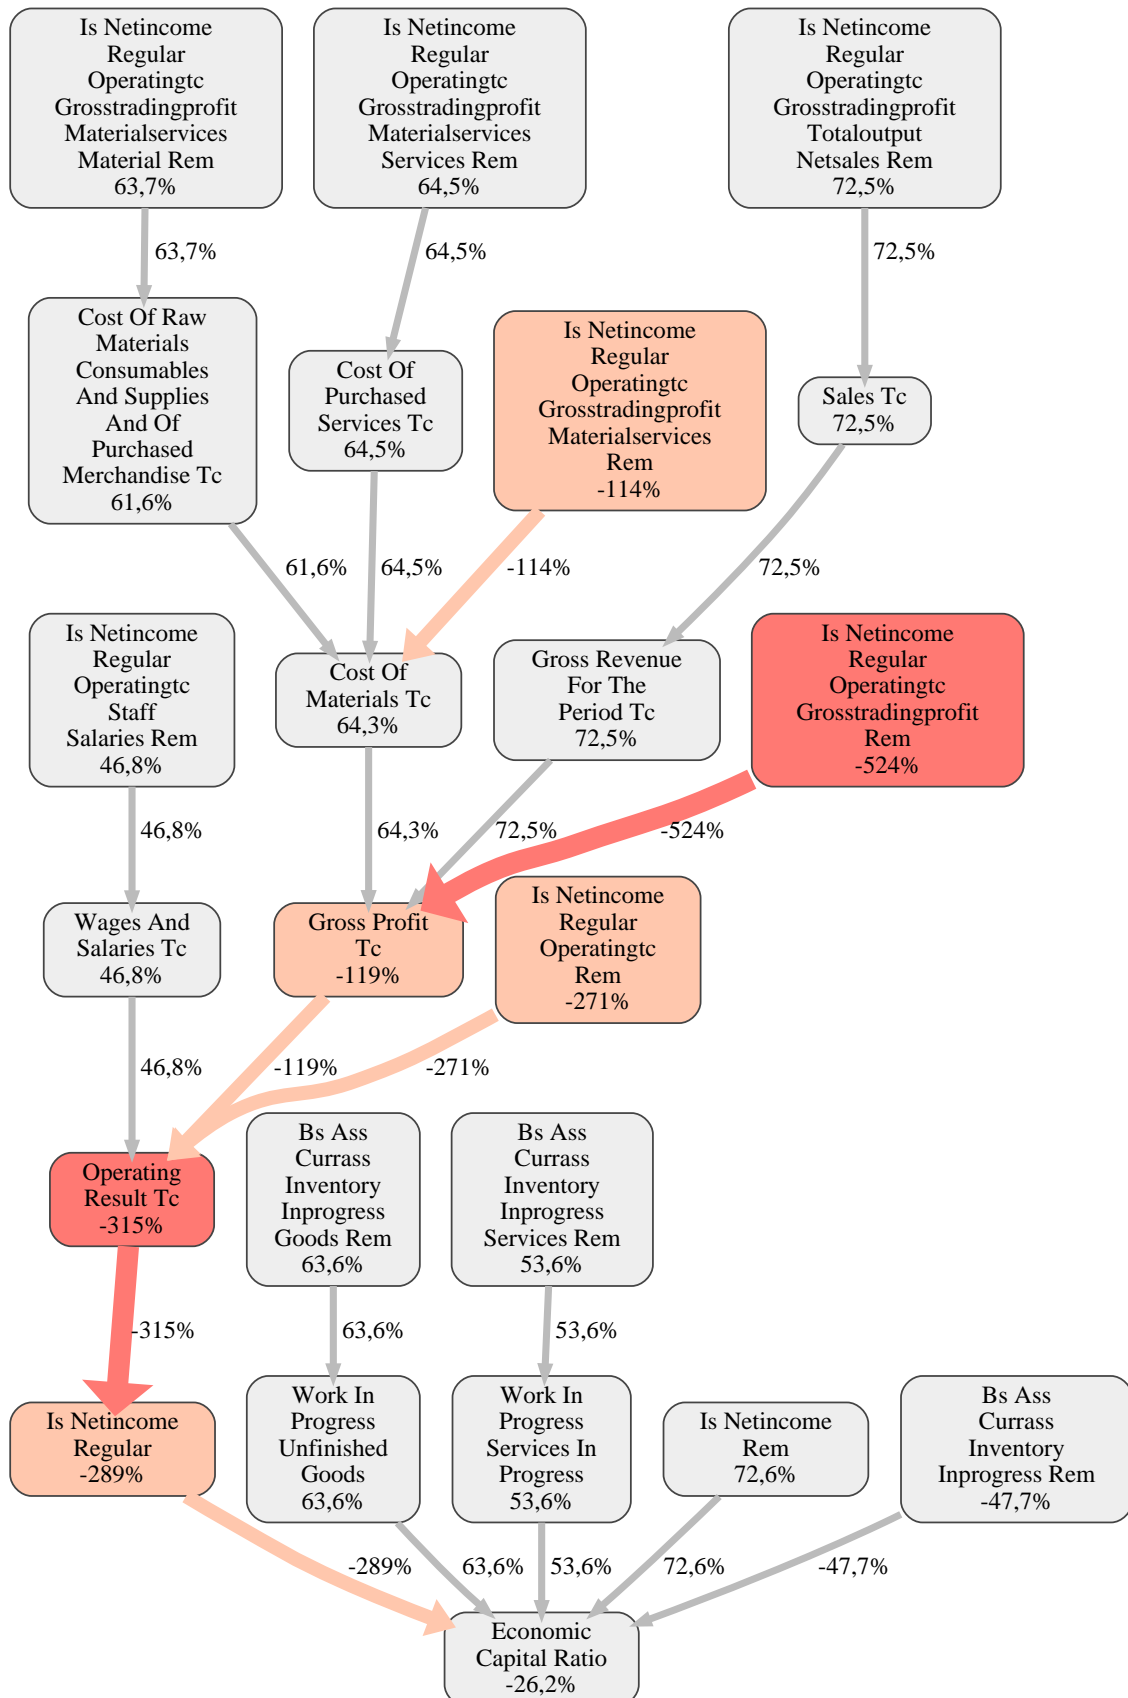 Is Netincome
Regular
Operatingtc
Grosstradingprofit
Materialservices
Material Rem
63,7%
Is Netincome
Regular
Operatingtc
Grosstradingprofit
Materialservices
Services Rem
64,5%
Is Netincome
Regular
Operatingtc
Grosstradingprofit
Totaloutput
Netsales Rem
72,5%
63,7%
64,5%
72,5%
Cost Of Raw
Materials
Consumables
And Supplies
And Of
Purchased
Merchandise Tc
61,6%
Cost Of
Purchased
Services Tc
64,5%
Is Netincome
Regular
Operatingtc
Grosstradingprofit
Materialservices
Rem
-114%
Sales Tc
72,5%
61,6%
64,5%
-114%
72,5%
Is Netincome
Regular
Operatingtc
Staff
Salaries Rem
46,8%
Cost Of
Materials Tc
64,3%
Gross Revenue
For The
Period Tc
72,5%
Is Netincome
Regular
Operatingtc
Grosstradingprofit
Rem
-524%
46,8%
64,3%
72,5%
-524%
Wages And
Salaries Tc
46,8%
Gross Profit
Tc
-119%
Is Netincome
Regular
Operatingtc
Rem
-271%
46,8%
-119%
-271%
Operating
Result Tc
-315%
Bs Ass
Currass
Inventory
Inprogress
Goods Rem
63,6%
Bs Ass
Currass
Inventory
Inprogress
Services Rem
53,6%
-315%
63,6%
53,6%
Is Netincome
Regular
-289%
Work In
Progress
Unfinished
Goods
63,6%
Work In
Progress
Services In
Progress
53,6%
Is Netincome
Rem
72,6%
Bs Ass
Currass
Inventory
Inprogress Rem
-47,7%
-289%
63,6%
53,6%
72,6%
-47,7%
Economic
Capital Ratio
-26,2%